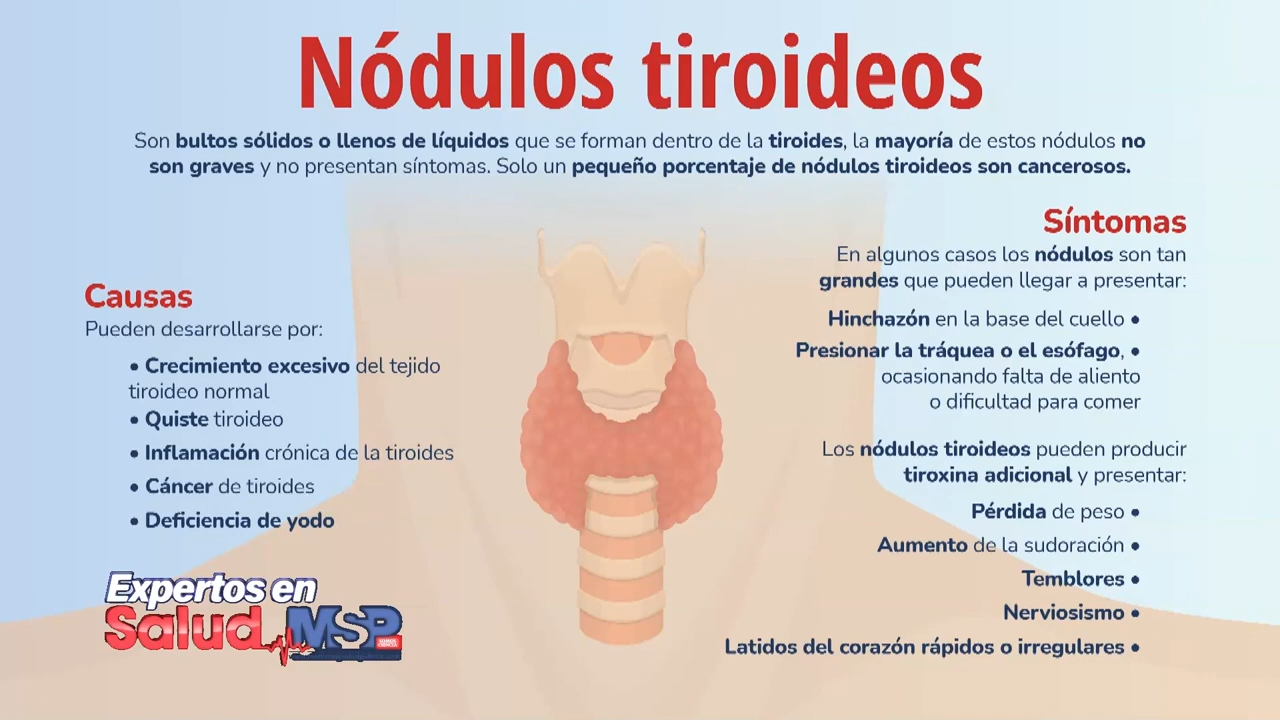 Nódulos tiroideos
Son bultos sólidos o llenos de líquidos que se forman dentro de la tiroides, la mayoría de estos nódulos no
son graves y no presentan síntomas. Solo un pequeño porcentaje de nódulos tiroideos son cancerosos.
Causas
Pueden desarrollarse por:
• Crecimiento excesivo del tejido
tiroideo normal
• Quiste tiroideo
• Inflamación crónica de la tiroides
• Cáncer de tiroides
• Deficiencia de yodo
Síntomas
En algunos casos los nódulos son tan
grandes que pueden llegar a presentar:
Hinchazón en la base del cuello •
Presionar la tráquea o el esófago, •
ocasionando falta de aliento
o dificultad para comer
Los nódulos tiroideos pueden producir
tiroxina adicional y presentar:
Pérdida de peso •
Aumento de la sudoración •
Temblores •
Nerviosismo •
Latidos del corazón rápidos o irregulares •
Expertos en
Salud MSP